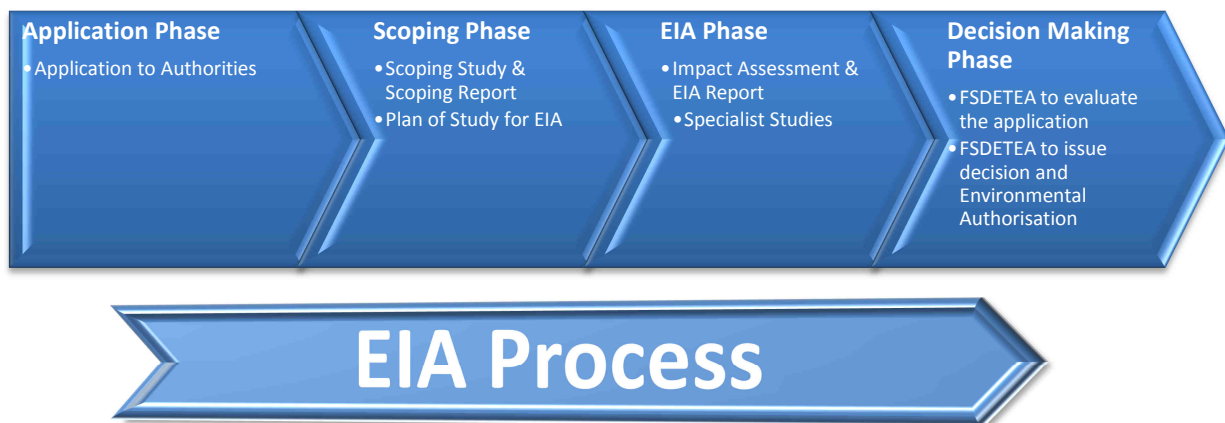 Application Phase
•Application to Authorities
Scoping Phase
•Scoping Study &
Scoping Report
•Plan of Study for EIA
EIA Phase
•Impact Assessment &
EIA Report
•Specialist Studies
Decision Making
Phase
•FSDETEA to evaluate
the application
•FSDETEA to issue
decision and
Environmental
Authorisation
EIA Process